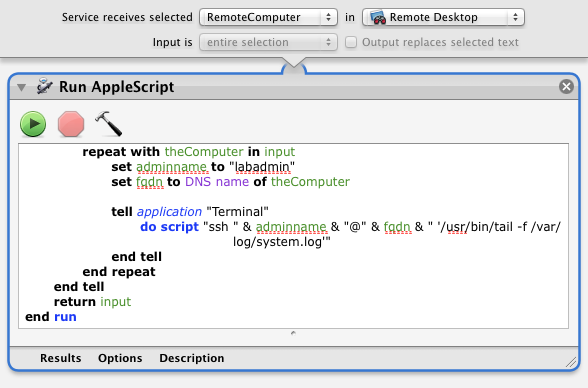 Service receives selected RemoteComputer in Remote Desktop
Input is entire selection Output replaces selected text
Run AppleScript
repeat with theComputer in input
set adminname to "labadmin"
set fqdn to DNS name of theComputer
tell application "Terminal"
do script "ssh " & adminname & "@" & fqdn & " '/usr/bin/tail -f /var/
log/system.log'"
end tell
end repeat
end tell
return input
end run
Results Options Description